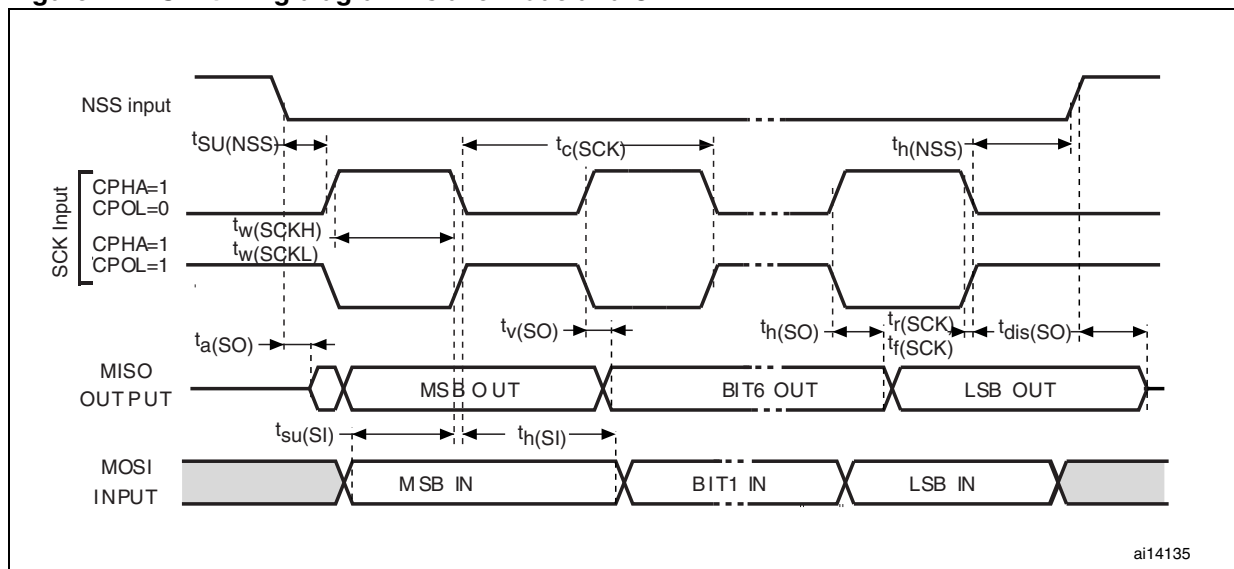 NSS input
tSU(NSS)
tc(SCK)
th(NSS)
SCK Input
CPHA=1
CPOL=0
tw(SCKH)
CPHA=1
tw(SCKL)
CPOL=1
tv(SO)
th(SO)
tr(SCK)
tf(SCK)
tdis(SO)
ta(SO)
MISO
OUTPUT
MSB OUT
BIT6 OUT
LSB OUT
tsu(SI)
th(SI)
MOSI
INPUT
MSB IN
BIT1 IN
LSB IN
ai14135